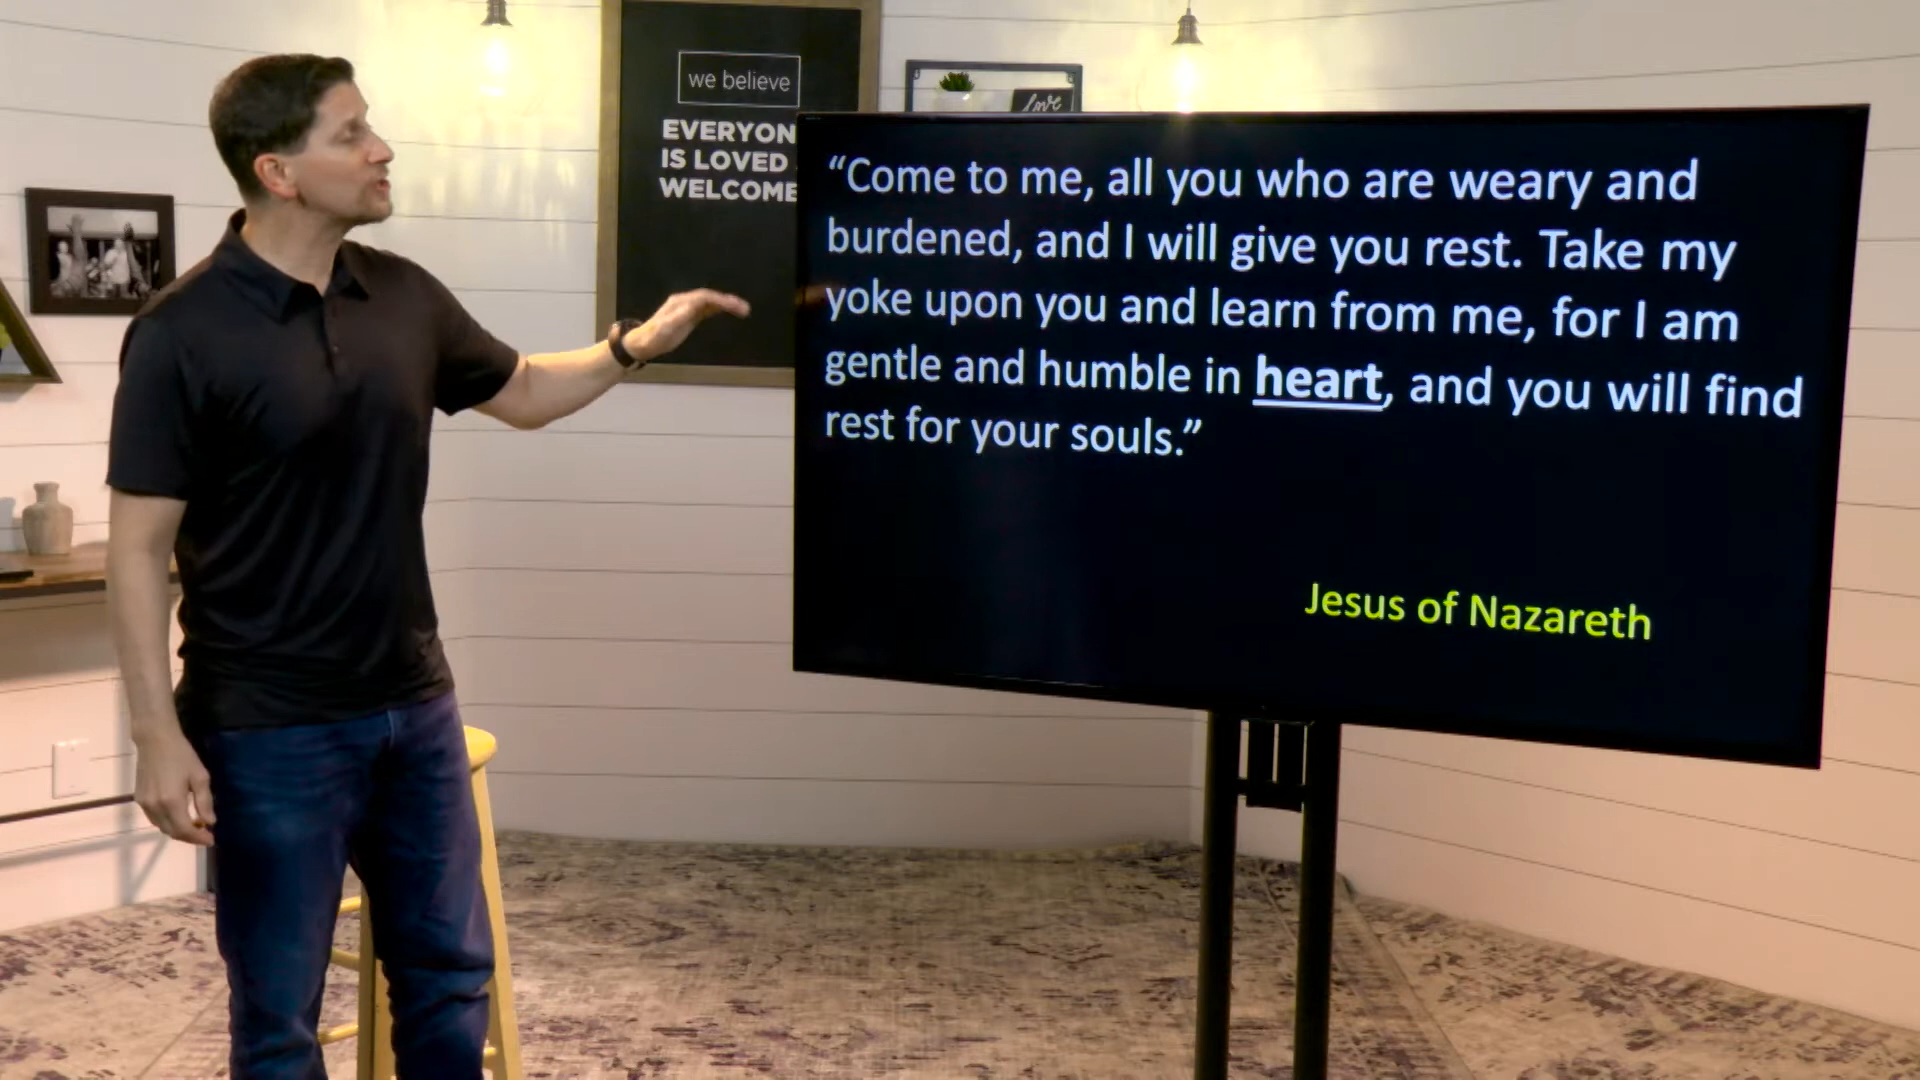 we believe
EVERYON
IS LOVED
WELCOME
love
“Come to me, all you who are weary and
burdened, and I will give you rest. Take my
yoke upon you and learn from me, for I am
gentle and humble in heart, and you will find
rest for your souls.”
Jesus of Nazareth